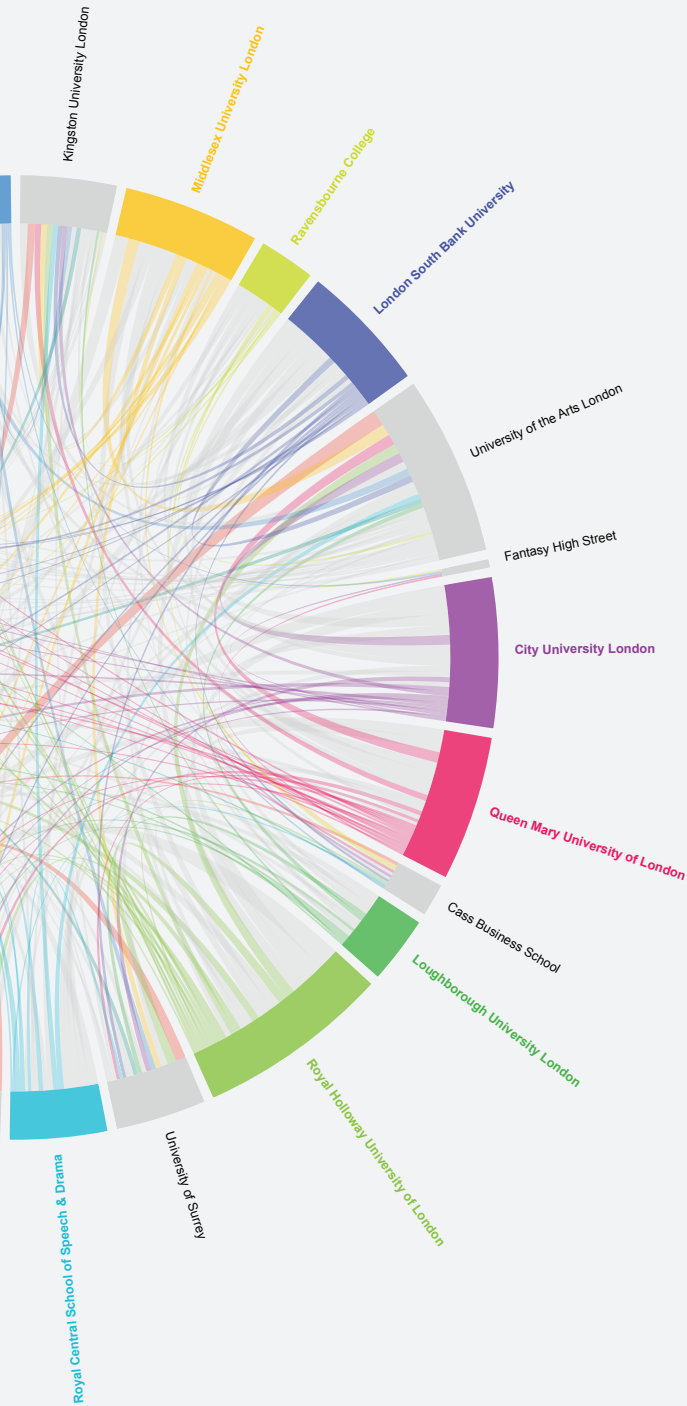 Kingston University London
Middlesex University London
Ravensbourne College
London South Bank University
University of the Arts London
Fantasy High Street
City University London
Queen Mary University of London
Cass Business School
Loughborough University London
Royal Holloway University of London
University of Surrey
Royal Central School of Speech & Drama